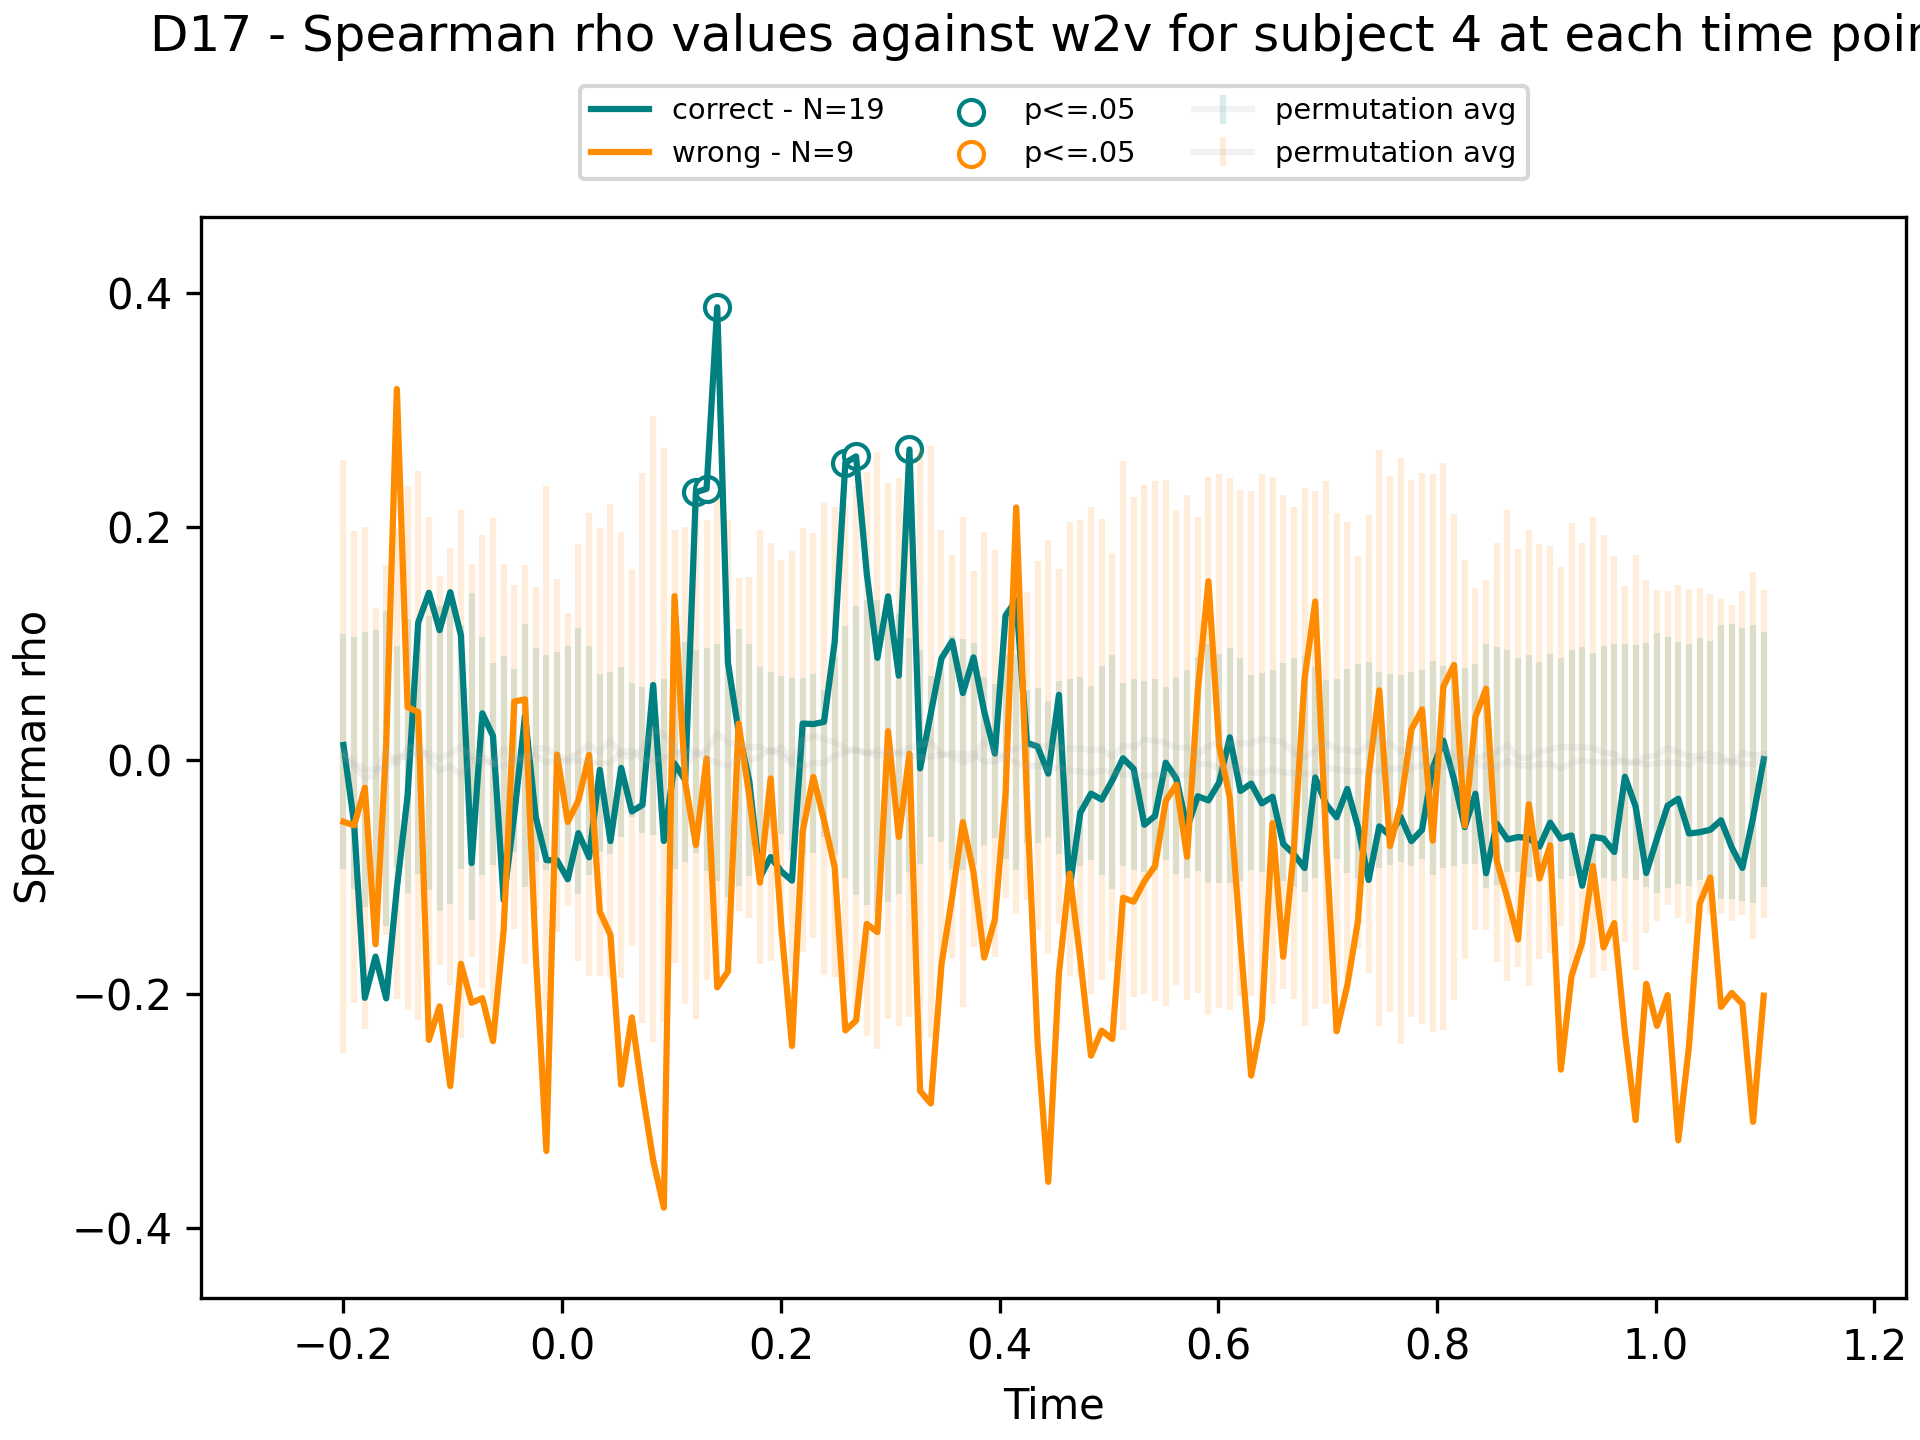 D17 - Spearman rho values against w2v for subject 4 at each time
correct - N=19 p<=.05 permutation avg
wrong - N=9 p<=.05 permutation avg
0.4
0.2
0.0
−0.2
−0.4
Spearman rho
−0.2 0.0 0.2 0.4 0.6 0.8 1.0 1.2
Time